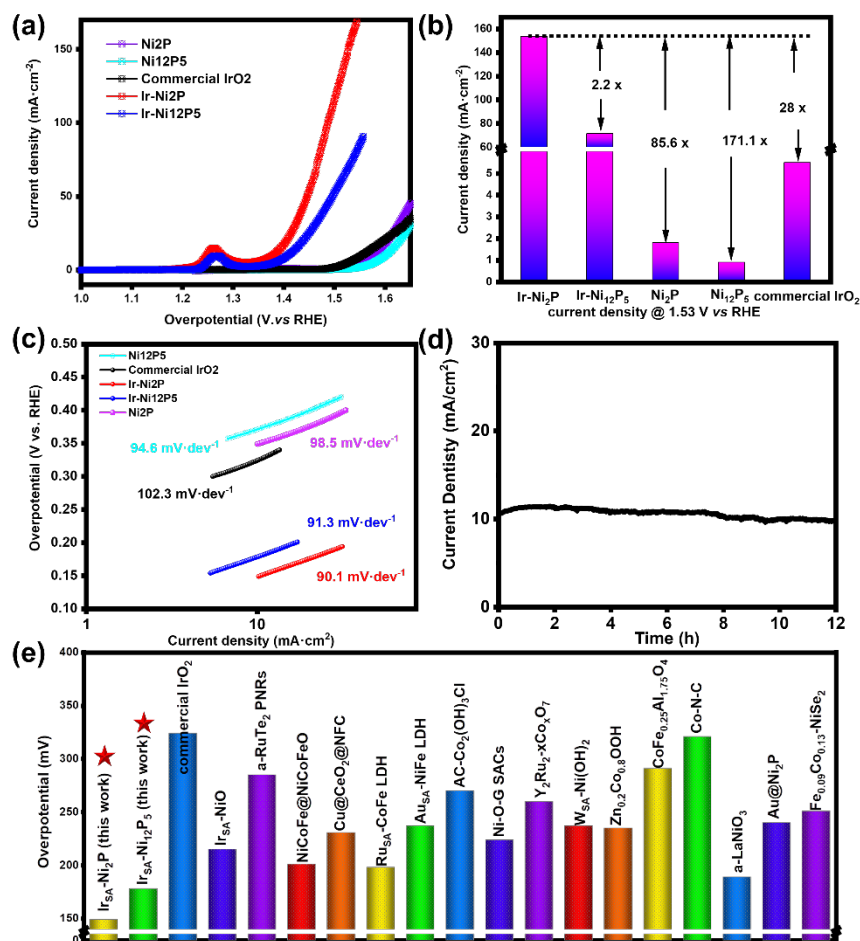 (a)
Current density (mA·cm⁻²)
150
100
50
0
Ni2P
Ni12P5
Commercial IrO2
Ir-Ni2P
Ir-Ni12P5
1.0 1.1 1.2 1.3 1.4 1.5 1.6
Overpotential (V.vs RHE)
(b)
Current density (mA·cm⁻²)
160
140
120
100
80
60
5
4
3
2
1
0
2.2 x
85.6 x
171.1 x
28 x
Ir-Ni₂P Ir-Ni₁₂P₅ Ni₂P Ni₁₂P₅ commercial IrO₂
current density @ 1.53 V vs RHE
(c)
Overpotential (V vs. RHE)
0.50
0.45
0.40
0.35
0.30
0.25
0.20
0.15
0.10
Ni12P5
Commercial IrO2
Ir-Ni2P
Ir-Ni12P5
Ni2P
94.6 mV·dev⁻¹
98.5 mV·dev⁻¹
102.3 mV·dev⁻¹
91.3 mV·dev⁻¹
90.1 mV·dev⁻¹
1 10
Current density (mA·cm²)
(d)
Current Dentisty (mA/cm²)
30
20
10
0
0 2 4 6 8 10 12
Time (h)
(e)
Overpotential (mV)
400
350
300
250
200
150
50
0
Ir_SA-Ni₂P (this work)
Ir_SA-Ni₁₂P₅ (this work)
commercial IrO₂
Ir_SA-NiO
a-RuTe₂ PNRs
NiCoFe@NiCoFeO
Cu@CeO₂@NFC
Ru_SA-CoFe LDH
Au_SA-NiFe LDH
AC-Co₂(OH)₃Cl
Ni-O-G SACs
Y₂Ru₂-xCoₓO₇
W_SA-Ni(OH)₂
Zn₀.₂Co₀.₈OOH
CoFe₀.₂₅Al₁.₇₅O₄
Co-N-C
a-LaNiO₃
Au@Ni₂P
Fe₀.₀₉Co₀.₁₃-NiSe₂